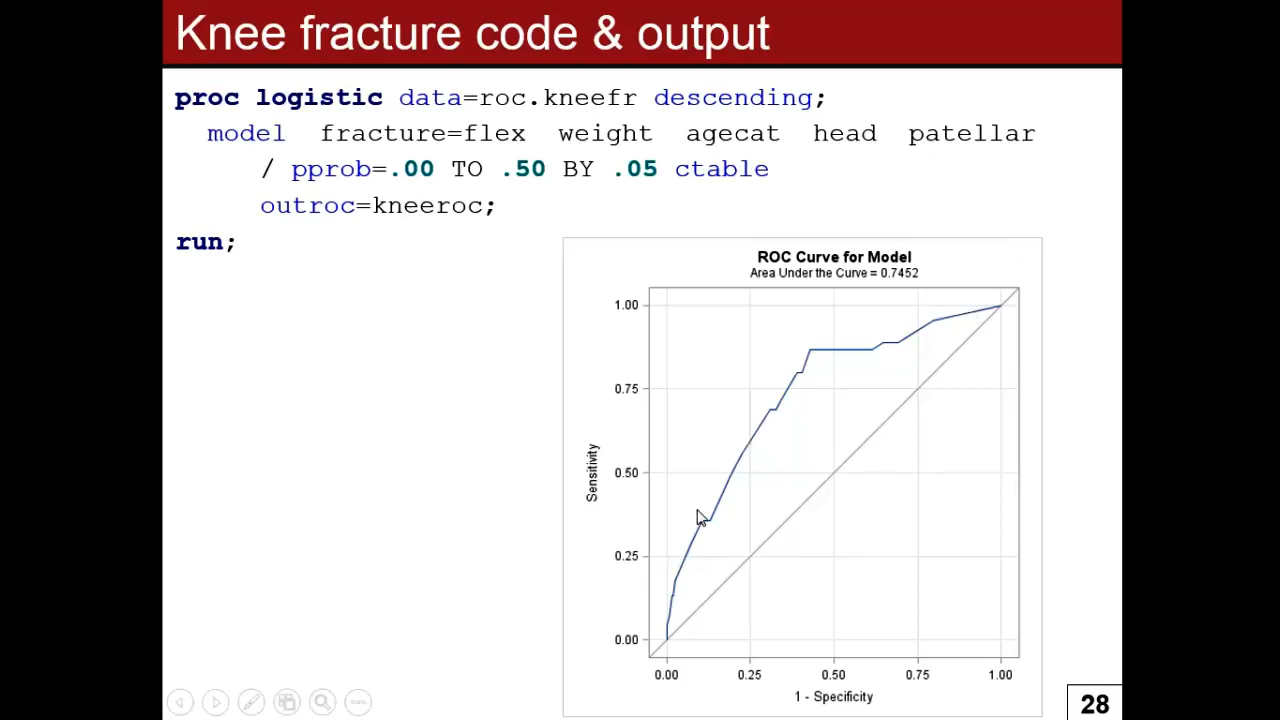 Knee fracture code & output
proc logistic data=roc.kneefr descending;
model fracture=flex weight agecat head patellar
/ pprob=.00 TO .50 BY .05 ctable
outroc=kneeroc;
run;
ROC Curve for Model
Area Under the Curve = 0.7452
1.00
0.75
0.50
0.25
0.00
Sensitivity
0.00 0.25 0.50 0.75 1.00
1 - Specificity
28